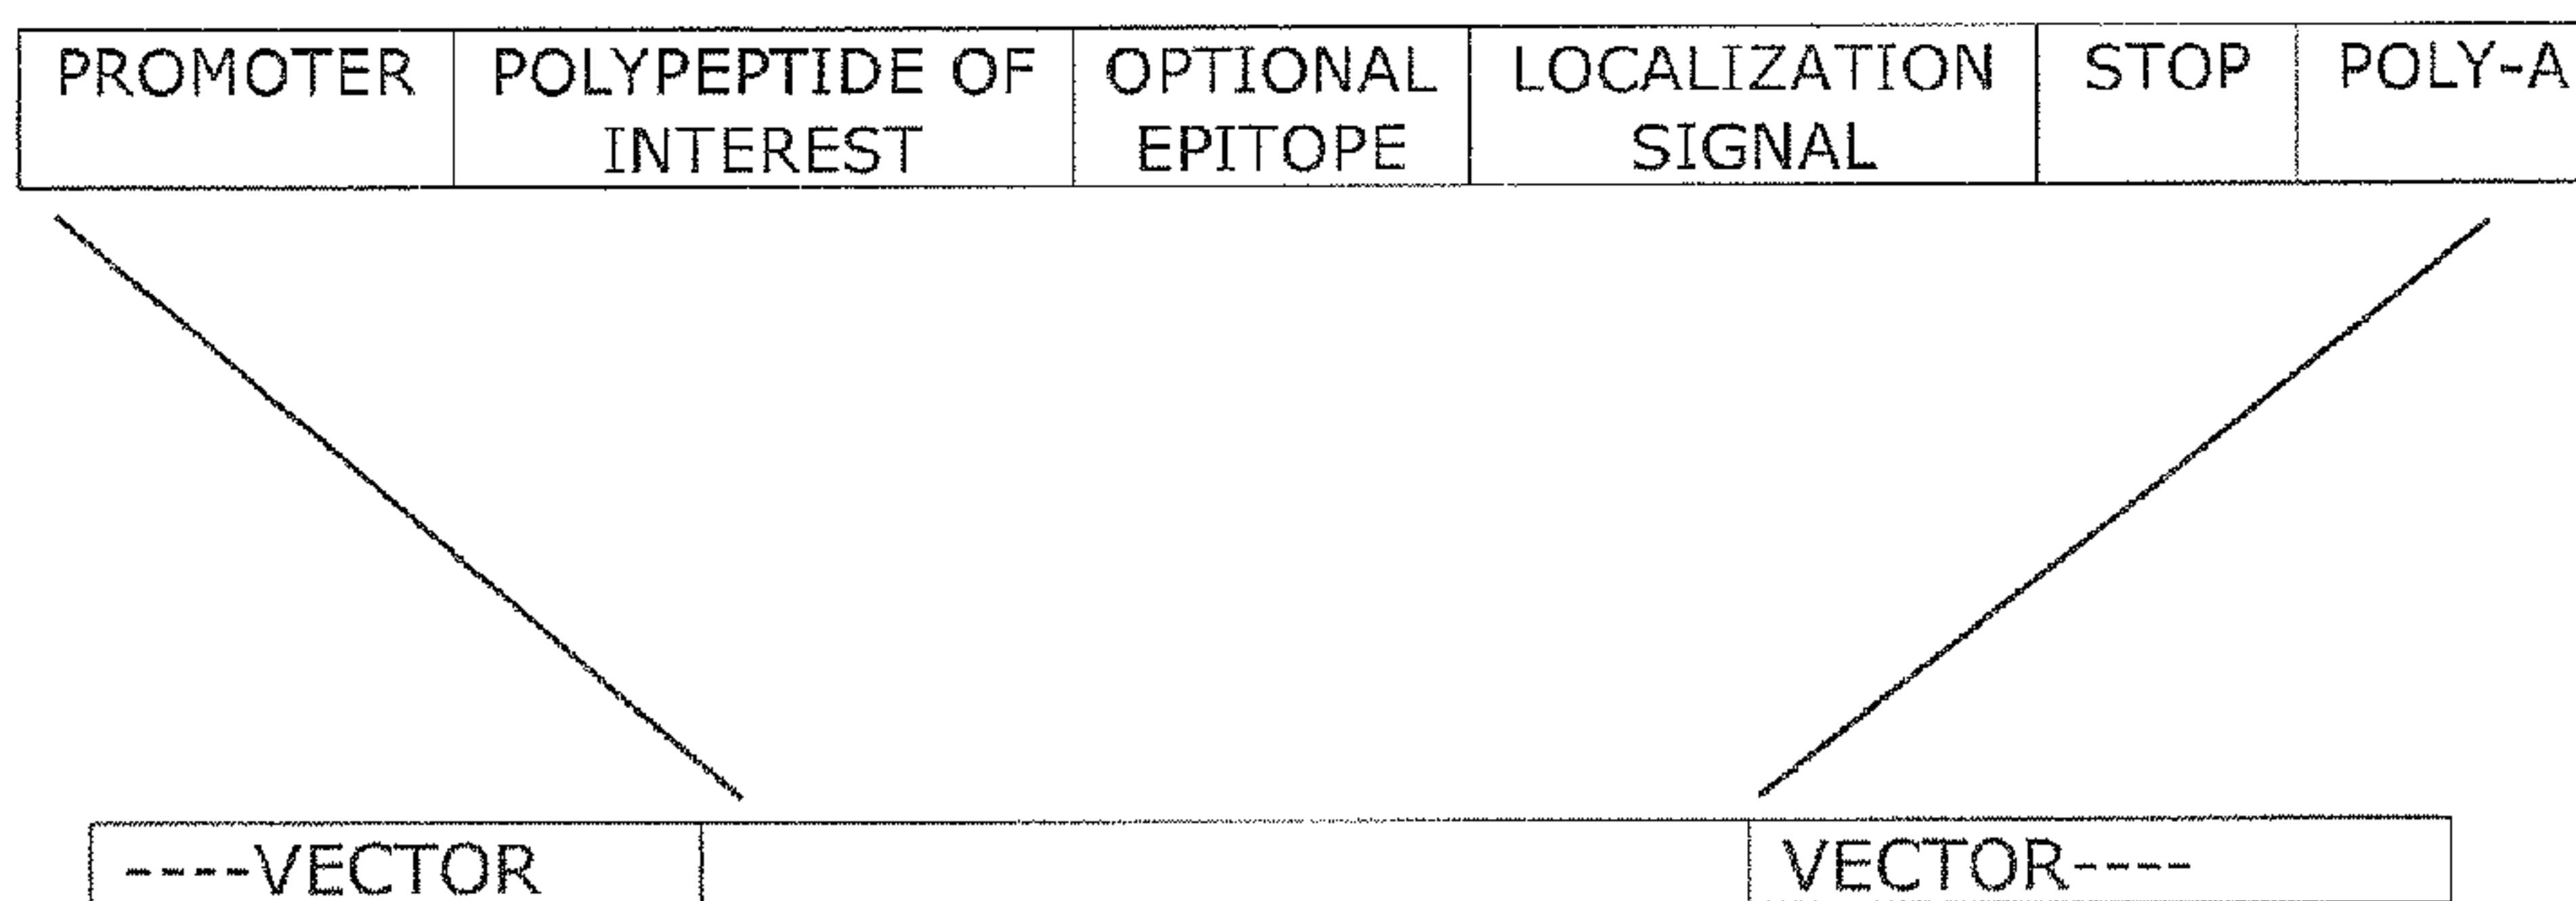 PROMOTER POLYPEPTIDE OF OPTIONAL LOCALIZATION STOP POLY-A
INTEREST EPITOPE SIGNAL
----VECTOR VECTOR----